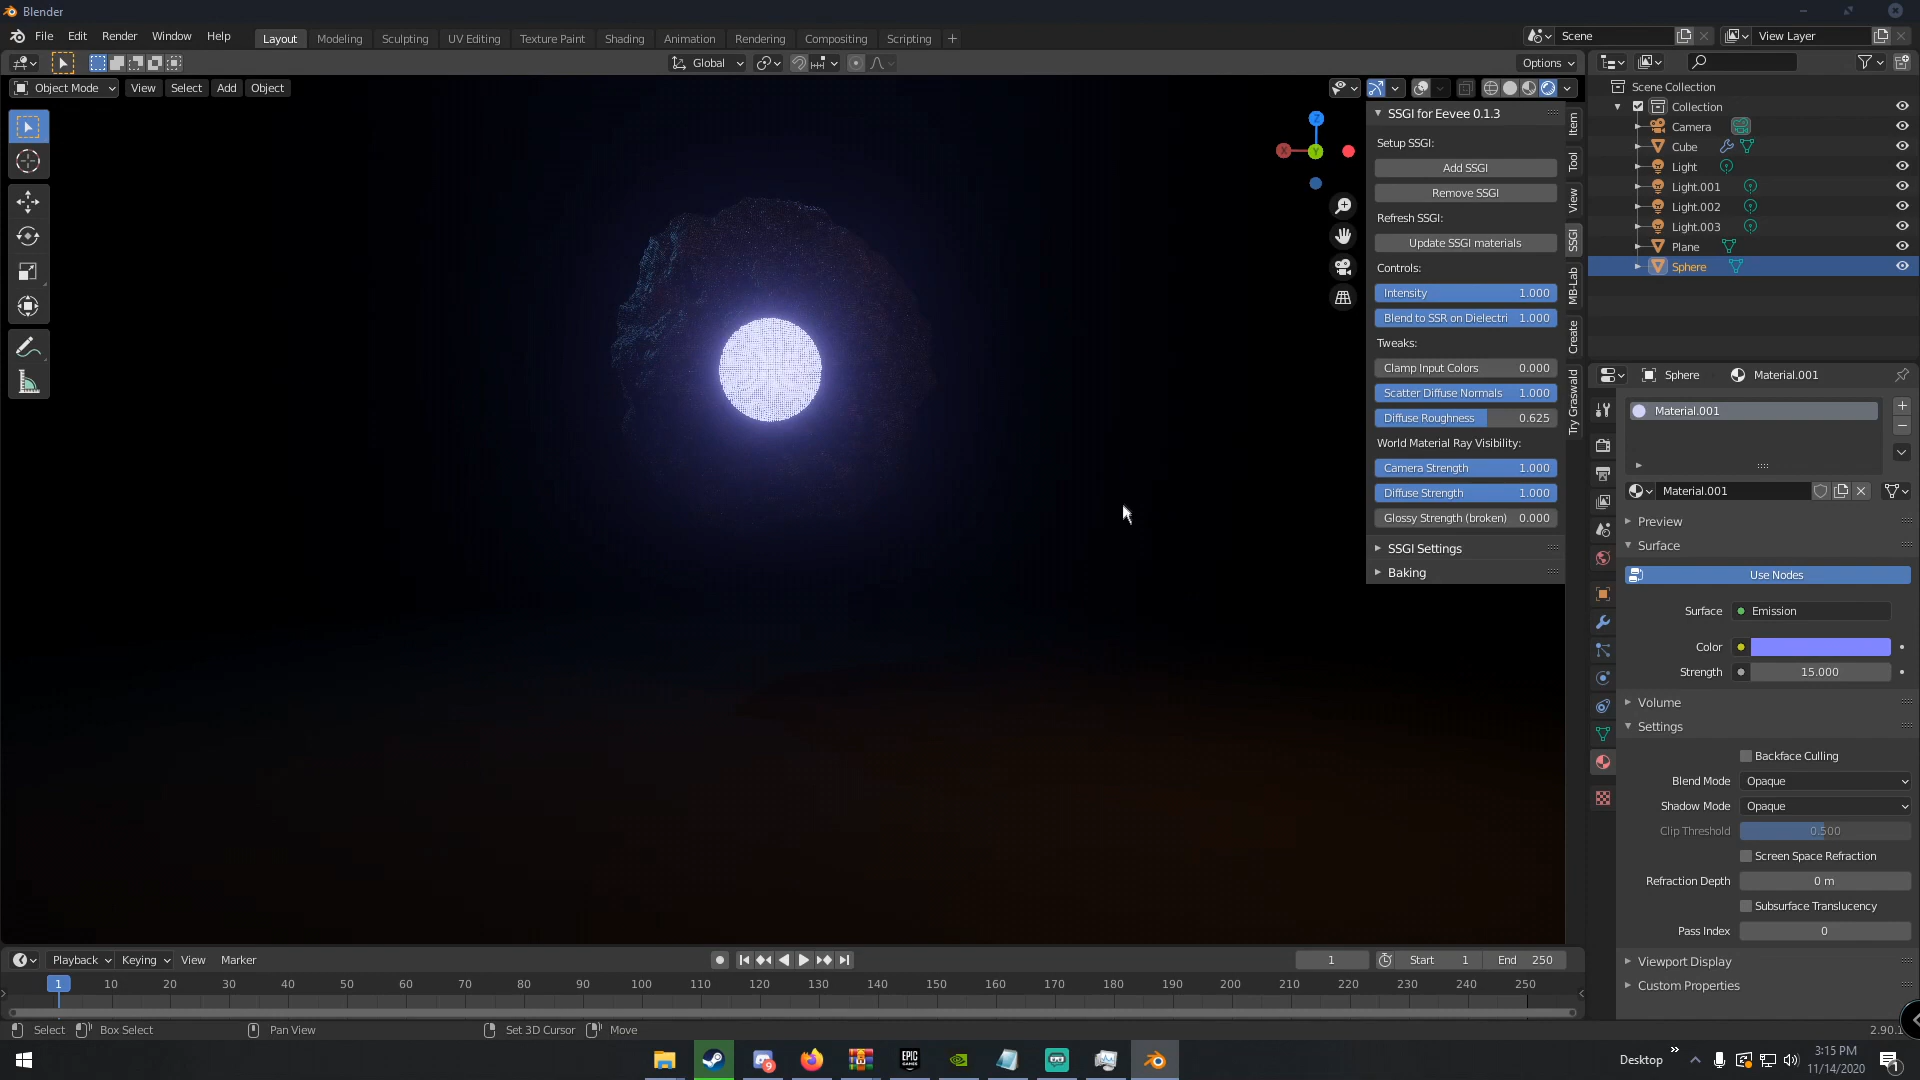 Blender
File Edit Render Window Help
Layout Modeling Sculpting UV Editing Texture Paint Shading Animation Rendering Compositing Scripting +
Scene
View Layer
Global
Options
Object Mode View Select Add Object
Z
X
Y
SSGI for Eevee 0.1.3
Setup SSGI:
Add SSGI
Remove SSGI
Refresh SSGI:
Update SSGI materials
Controls:
Intensity 1.000
Blend to SSR on Dielectri 1.000
Tweaks:
Clamp Input Colors 0.000
Scatter Diffuse Normals 1.000
Diffuse Roughness 0.625
World Material Ray Visibility:
Camera Strength 1.000
Diffuse Strength 1.000
Glossy Strength (broken) 0.000
SSGI Settings
Baking
Item
Tool
View
SSGI
MB-Lab
Create
Try Graswald
Scene Collection
Collection
Camera
Cube
Light
Light.001
Light.002
Light.003
Plane
Sphere
Sphere Material.001
Material.001
Material.001
Preview
Surface
Use Nodes
Surface Emission
Color
Strength 15.000
Volume
Settings
Backface Culling
Blend Mode Opaque
Shadow Mode Opaque
Clip Threshold 0.500
Screen Space Refraction
Refraction Depth 0 m
Subsurface Translucency
Pass Index 0
Viewport Display
Custom Properties
Playback Keying View Marker
1 Start 1 End 250
1 10 20 30 40 50 60 70 80 90 100 110 120 130 140 150 160 170 180 190 200 210 220 230 240 250
Select Box Select Pan View Set 3D Cursor Move
2.90.1
EPIC GAMES
9
Desktop
3:15 PM
11/14/2020
1